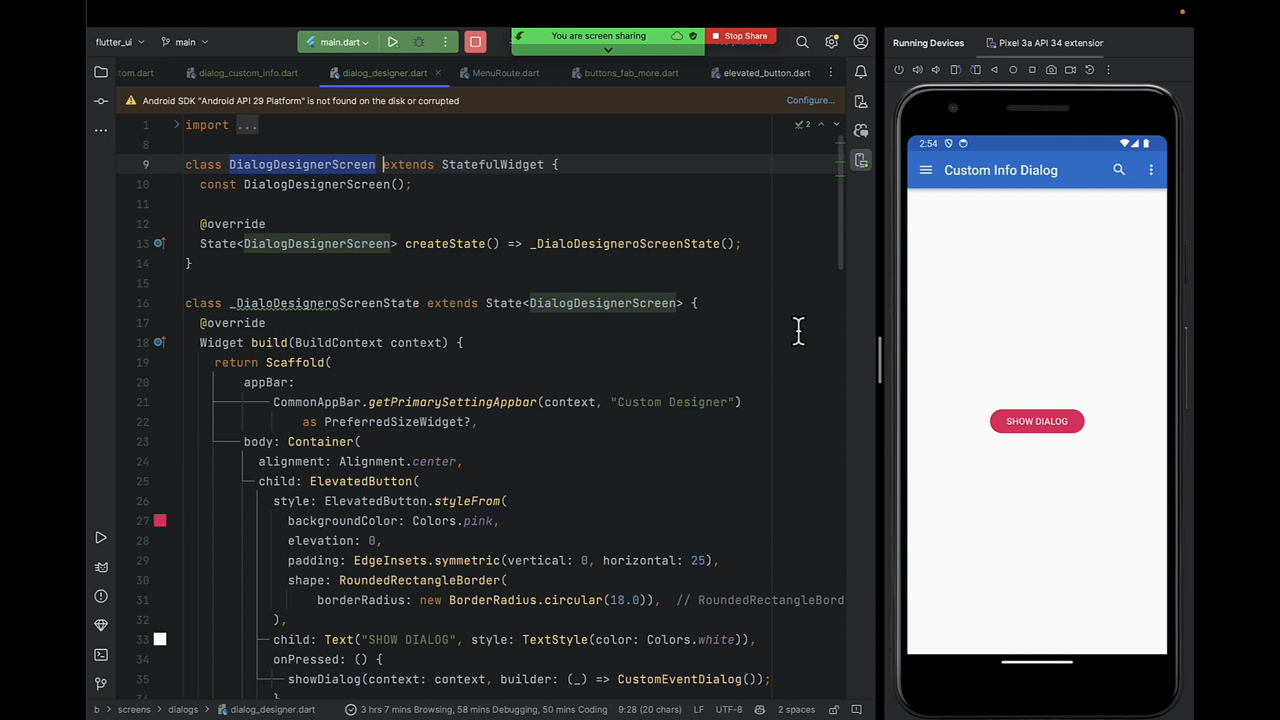 flutter_ui
main
main.dart
You are screen sharing
Stop Share
tom.dart
dialog_custom_info.dart
dialog_designer.dart
MenuRoute.dart
buttons_fab_more.dart
elevated_button.dart
Android SDK "Android API 29 Platform" is not found on the disk or corrupted
Configure...
2
1 import ...
8
9 class DialogDesignerScreen extends StatefulWidget {
10 const DialogDesignerScreen();
11
12 @override
13 State<DialogDesignerScreen> createState() => _DialoDesigneroScreenState();
14 }
15
16 class _DialoDesigneroScreenState extends State<DialogDesignerScreen> {
17 @override
18 Widget build(BuildContext context) {
19 return Scaffold(
20 appBar:
21 CommonAppBar.getPrimarySettingAppbar(context, "Custom Designer")
22 as PreferredSizeWidget?,
23 body: Container(
24 alignment: Alignment.center,
25 child: ElevatedButton(
26 style: ElevatedButton.styleFrom(
27 backgroundColor: Colors.pink,
28 elevation: 0,
29 padding: EdgeInsets.symmetric(vertical: 0, horizontal: 25),
30 shape: RoundedRectangleBorder(
31 borderRadius: new BorderRadius.circular(18.0)), // RoundedRectangleBord
32 ),
33 child: Text("SHOW DIALOG", style: TextStyle(color: Colors.white)),
34 onPressed: () {
35 showDialog(context: context, builder: (_) => CustomEventDialog());
}
b
screens
dialogs
dialog_designer.dart
3 hrs 7 mins Browsing, 58 mins Debugging, 50 mins Coding
9:28 (20 chars)
LF
UTF-8
2 spaces
Running Devices
Pixel 3a API 34 extension
2:54
Custom Info Dialog
SHOW DIALOG